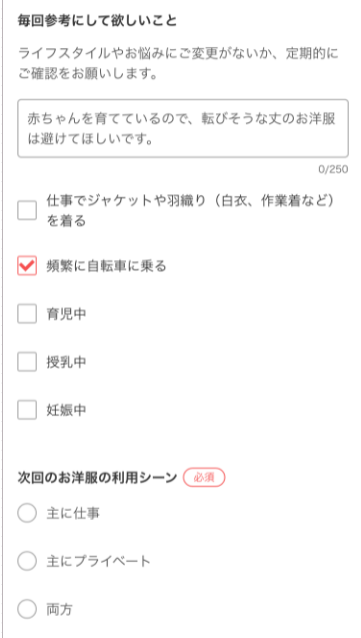 毎回参考にして欲しいこと
ライフスタイルやお悩みにご変更がないか、定期的に
ご確認をお願いします。
赤ちゃんを育てているので、転びそうな丈のお洋服
は避けてほしいです。
0/250
仕事でジャケットや羽織り（白衣、作業着など）
を着る
頻繁に自転車に乗る
育児中
授乳中
妊娠中
次回のお洋服の利用シーン 必須
主に仕事
主にプライベート
両方